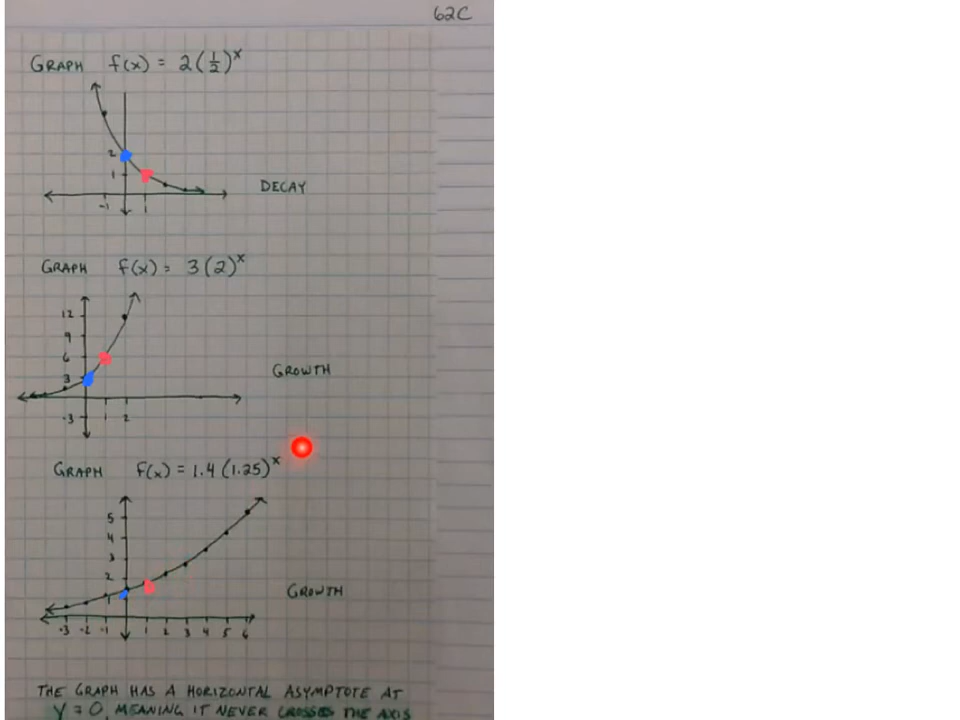 62C
GRAPH f(x) = 2(1/2)^x
2
1
-1 1
DECAY
GRAPH f(x) = 3(2)^x
12
9
6
3
-3 1 2
GROWTH
GRAPH f(x) = 1.4(1.25)^x
5
4
3
2
1
-3 -2 -1 1 2 3 4 5 6
GROWTH
THE GRAPH HAS A HORIZONTAL ASYMPTOTE AT
y = 0, MEANING IT NEVER CROSSES THE AXIS